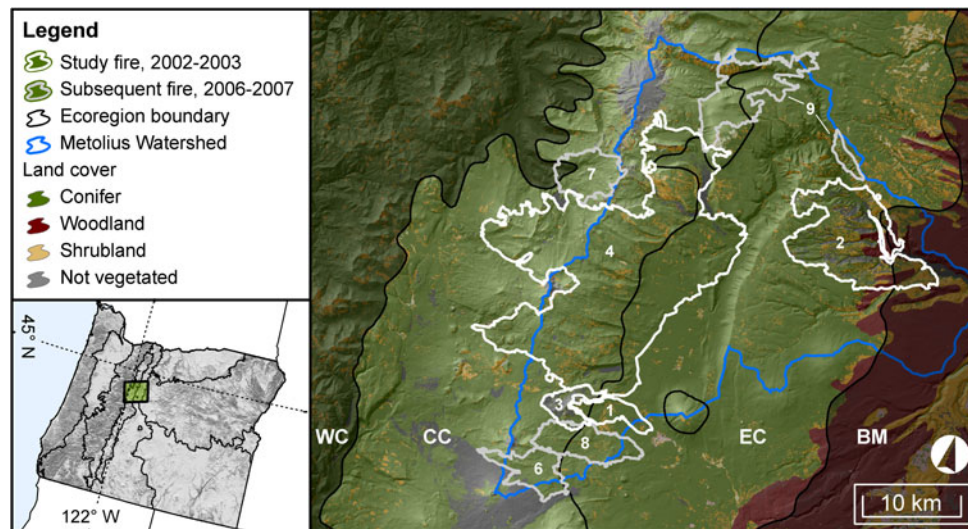 Legend
Study fire, 2002-2003
Subsequent fire, 2006-2007
Ecoregion boundary
Metolius Watershed
Land cover
Conifer
Woodland
Shrubland
Not vegetated
45° N
122° W
9
7
2
4
3
1
8
6
WC
CC
EC
BM
10 km